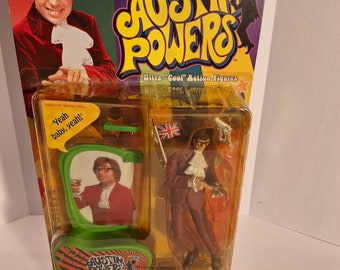 AUSTIN
POWERS
Ultra "Cool" Action Figures
"Yeah
baby, yeah!"
AUSTIN
POWERS